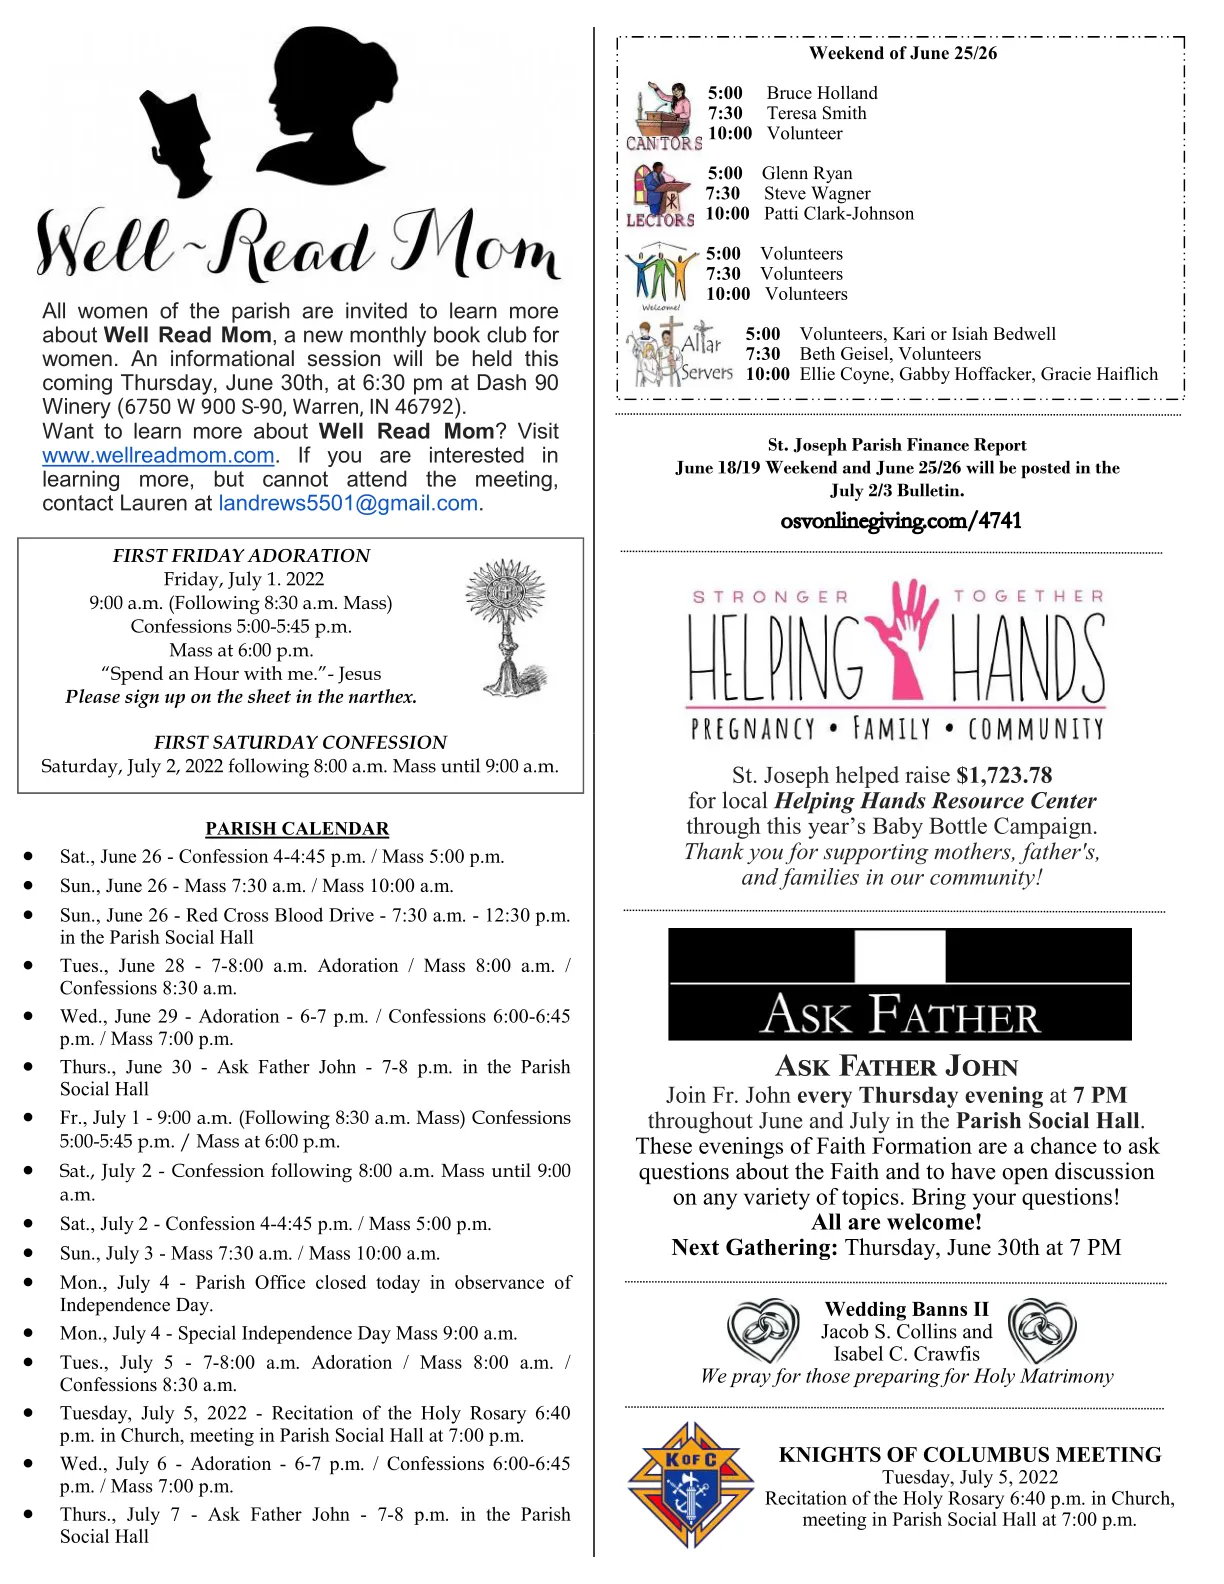 Well~Read Mom
All women of the parish are invited to learn more
about Well Read Mom, a new monthly book club for
women. An informational session will be held this
coming Thursday, June 30th, at 6:30 pm at Dash 90
Winery (6750 W 900 S-90, Warren, IN 46792).
Want to learn more about Well Read Mom? Visit
www.wellreadmom.com. If you are interested in
learning more, but cannot attend the meeting,
contact Lauren at landrews5501@gmail.com.
FIRST FRIDAY ADORATION
Friday, July 1. 2022
9:00 a.m. (Following 8:30 a.m. Mass)
Confessions 5:00-5:45 p.m.
Mass at 6:00 p.m.
“Spend an Hour with me.”- Jesus
Please sign up on the sheet in the narthex.
FIRST SATURDAY CONFESSION
Saturday, July 2, 2022 following 8:00 a.m. Mass until 9:00 a.m.
PARISH CALENDAR
● Sat., June 26 - Confession 4-4:45 p.m. / Mass 5:00 p.m.
● Sun., June 26 - Mass 7:30 a.m. / Mass 10:00 a.m.
● Sun., June 26 - Red Cross Blood Drive - 7:30 a.m. - 12:30 p.m.
in the Parish Social Hall
● Tues., June 28 - 7-8:00 a.m. Adoration / Mass 8:00 a.m. /
Confessions 8:30 a.m.
● Wed., June 29 - Adoration - 6-7 p.m. / Confessions 6:00-6:45
p.m. / Mass 7:00 p.m.
● Thurs., June 30 - Ask Father John - 7-8 p.m. in the Parish
Social Hall
● Fr., July 1 - 9:00 a.m. (Following 8:30 a.m. Mass) Confessions
5:00-5:45 p.m. / Mass at 6:00 p.m.
● Sat., July 2 - Confession following 8:00 a.m. Mass until 9:00
a.m.
● Sat., July 2 - Confession 4-4:45 p.m. / Mass 5:00 p.m.
● Sun., July 3 - Mass 7:30 a.m. / Mass 10:00 a.m.
● Mon., July 4 - Parish Office closed today in observance of
Independence Day.
● Mon., July 4 - Special Independence Day Mass 9:00 a.m.
● Tues., July 5 - 7-8:00 a.m. Adoration / Mass 8:00 a.m. /
Confessions 8:30 a.m.
● Tuesday, July 5, 2022 - Recitation of the Holy Rosary 6:40
p.m. in Church, meeting in Parish Social Hall at 7:00 p.m.
● Wed., July 6 - Adoration - 6-7 p.m. / Confessions 6:00-6:45
p.m. / Mass 7:00 p.m.
● Thurs., July 7 - Ask Father John - 7-8 p.m. in the Parish
Social Hall
Weekend of June 25/26
CANTORS
5:00 Bruce Holland
7:30 Teresa Smith
10:00 Volunteer
LECTORS
5:00 Glenn Ryan
7:30 Steve Wagner
10:00 Patti Clark-Johnson
Welcome!
5:00 Volunteers
7:30 Volunteers
10:00 Volunteers
Altar
Servers
5:00 Volunteers, Kari or Isiah Bedwell
7:30 Beth Geisel, Volunteers
10:00 Ellie Coyne, Gabby Hoffacker, Gracie Haiflich
St. Joseph Parish Finance Report
June 18/19 Weekend and June 25/26 will be posted in the
July 2/3 Bulletin.
osvonlinegiving.com/4741
STRONGER TOGETHER
HELPING HANDS
PREGNANCY • FAMILY • COMMUNITY
St. Joseph helped raise $1,723.78
for local Helping Hands Resource Center
through this year’s Baby Bottle Campaign.
Thank you for supporting mothers, father's,
and families in our community!
ASK FATHER
ASK FATHER JOHN
Join Fr. John every Thursday evening at 7 PM
throughout June and July in the Parish Social Hall.
These evenings of Faith Formation are a chance to ask
questions about the Faith and to have open discussion
on any variety of topics. Bring your questions!
All are welcome!
Next Gathering: Thursday, June 30th at 7 PM
Wedding Banns II
Jacob S. Collins and
Isabel C. Crawfis
We pray for those preparing for Holy Matrimony
K OF C
KNIGHTS OF COLUMBUS MEETING
Tuesday, July 5, 2022
Recitation of the Holy Rosary 6:40 p.m. in Church,
meeting in Parish Social Hall at 7:00 p.m.